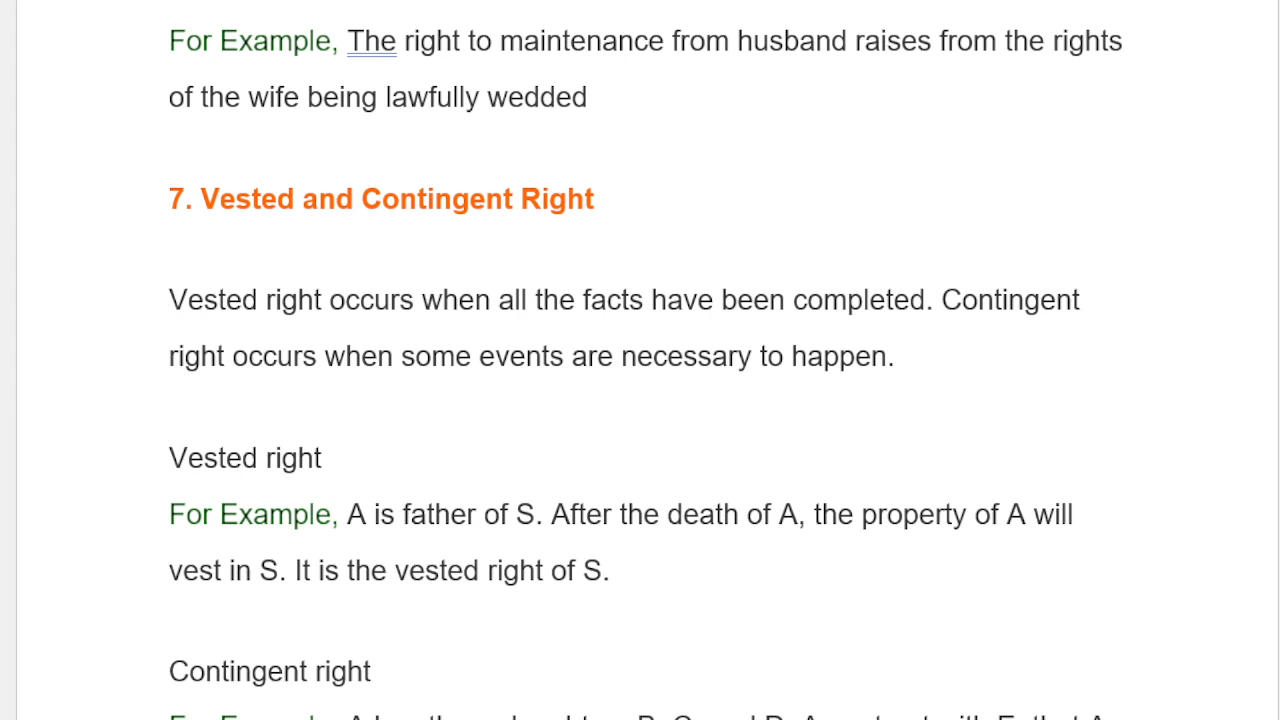 For Example, The right to maintenance from husband raises from the rights
of the wife being lawfully wedded
7. Vested and Contingent Right
Vested right occurs when all the facts have been completed. Contingent
right occurs when some events are necessary to happen.
Vested right
For Example, A is father of S. After the death of A, the property of A will
vest in S. It is the vested right of S.
Contingent right